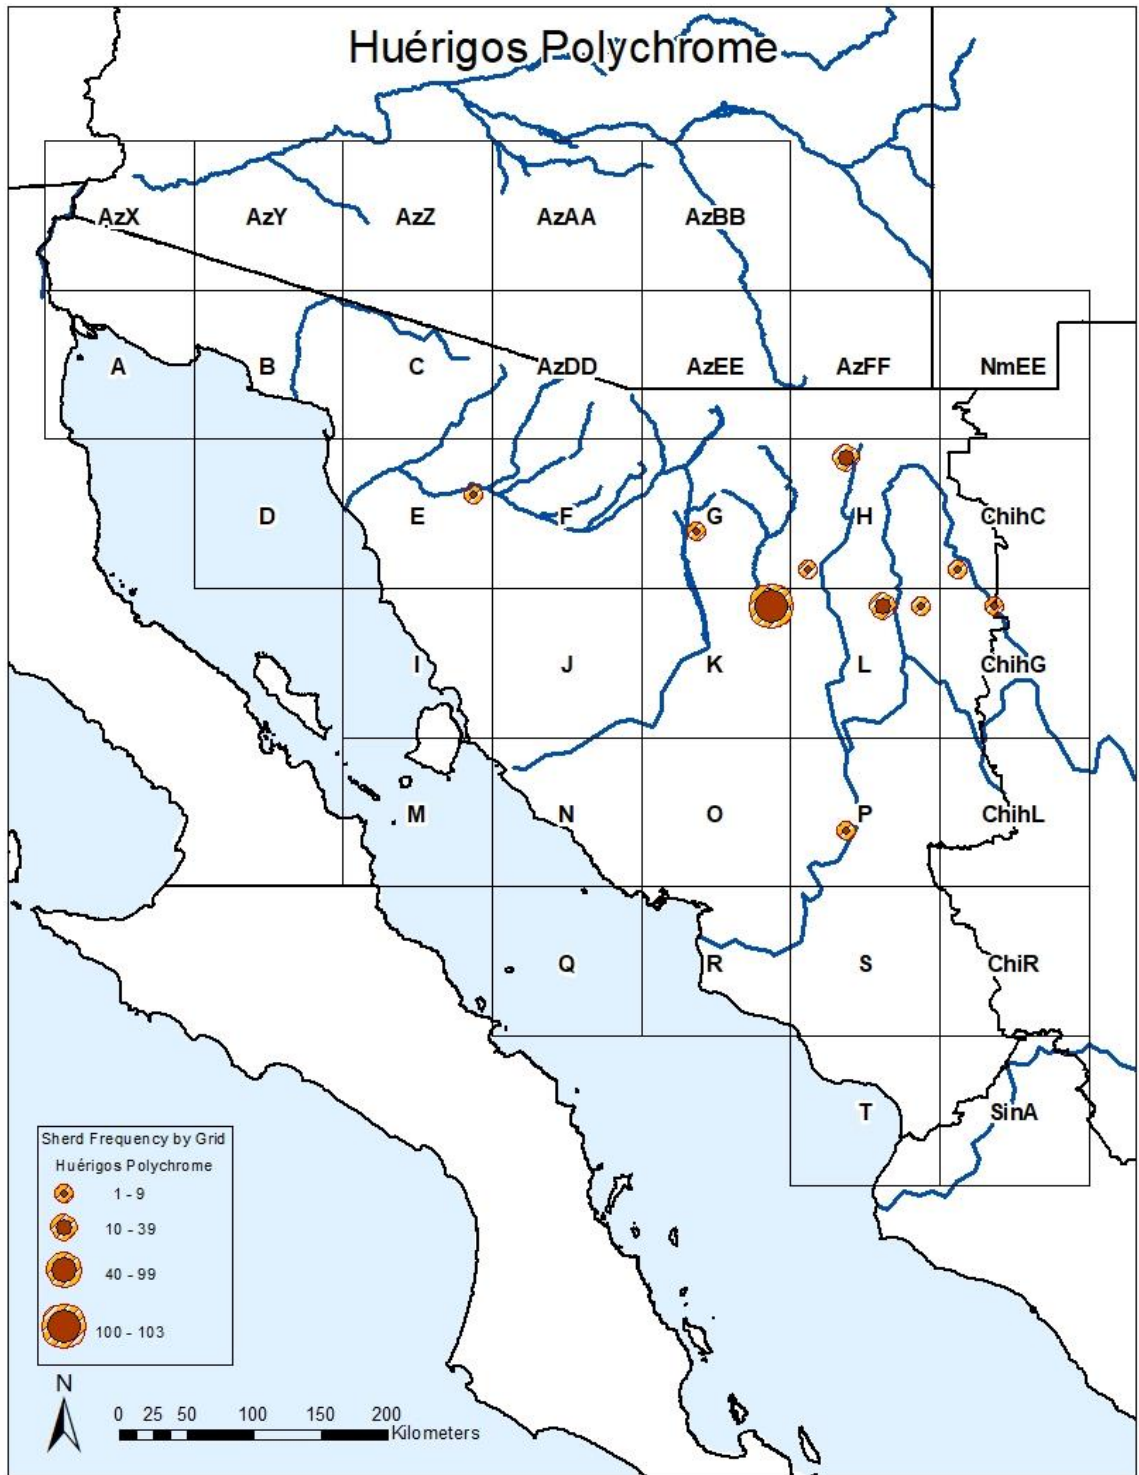 Huérigos Polychrome
AzX AzY AzZ AzAA AzBB
A B C AzDD AzEE AzFF NmEE
D E F G H ChihC
I J K L ChihG
M N O P ChihL
Q R S ChiR
T SinA
Sherd Frequency by Grid
Huérigos Polychrome
1 - 9
10 - 39
40 - 99
100 - 103
N
0 25 50 100 150 200
Kilometers